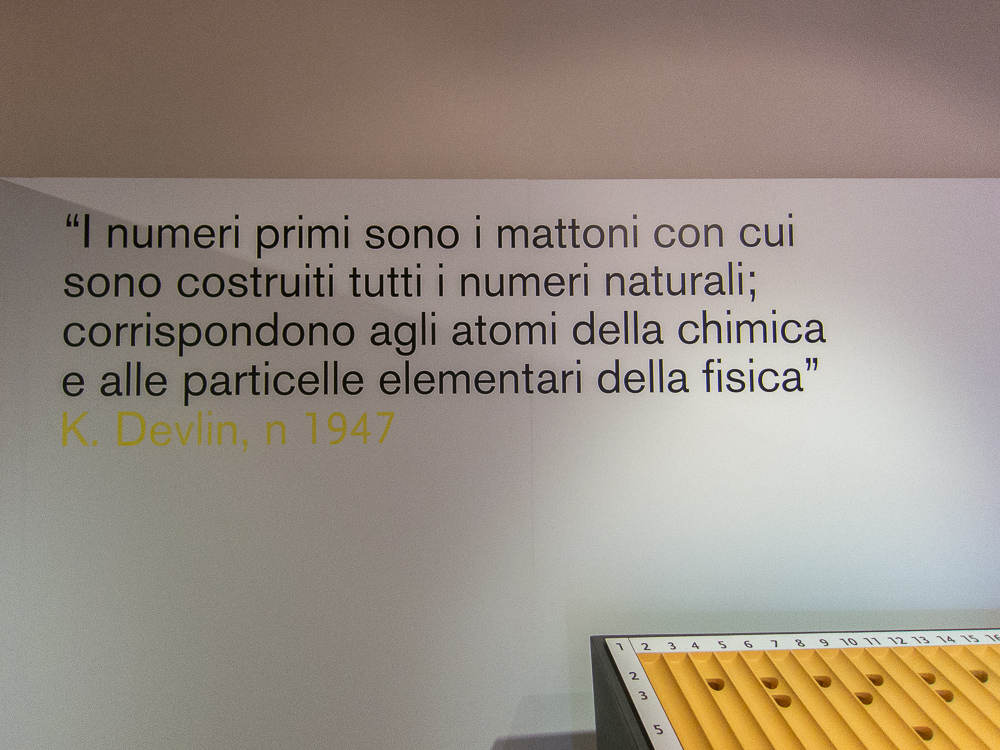 “I numeri primi sono i mattoni con cui
sono costruiti tutti i numeri naturali;
corrispondono agli atomi della chimica
e alle particelle elementari della fisica”
K. Devlin, n 1947
1 2 3 4 5 6 7 8 9 10 11 12 13 14 15 16
2
3
5